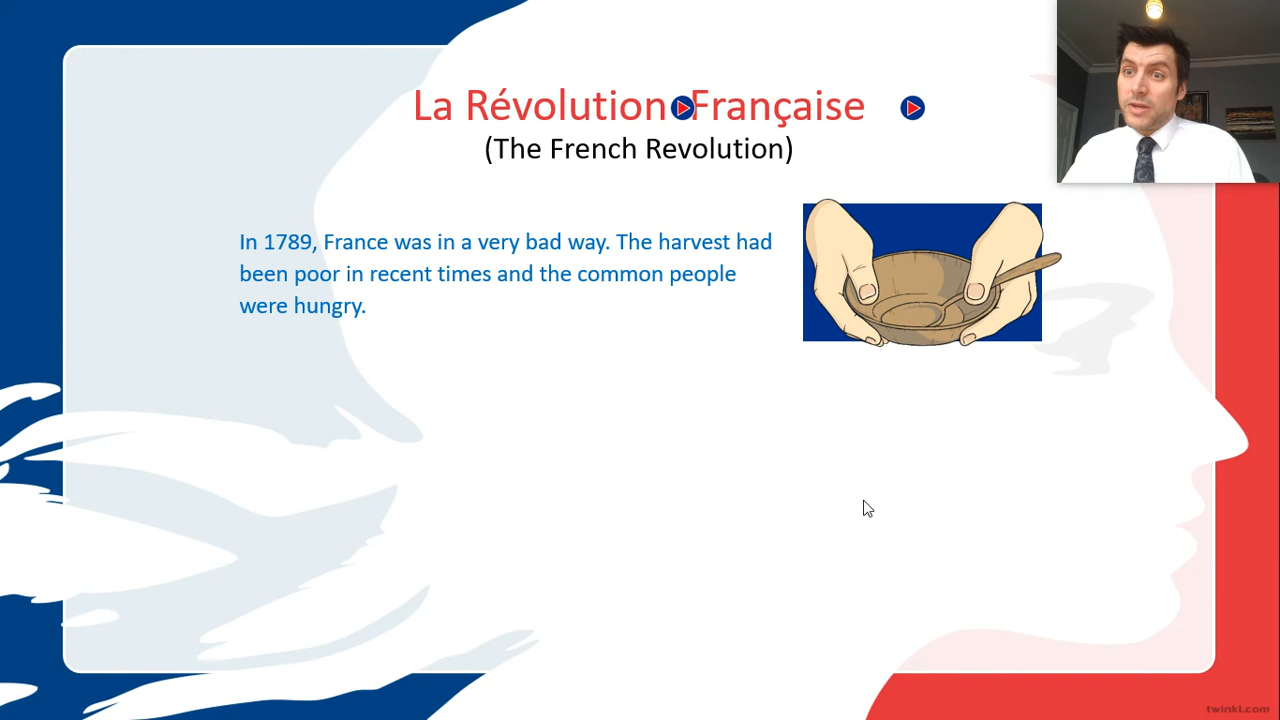 La Révolution Française
(The French Revolution)
In 1789, France was in a very bad way. The harvest had
been poor in recent times and the common people
were hungry.
twinkl.com